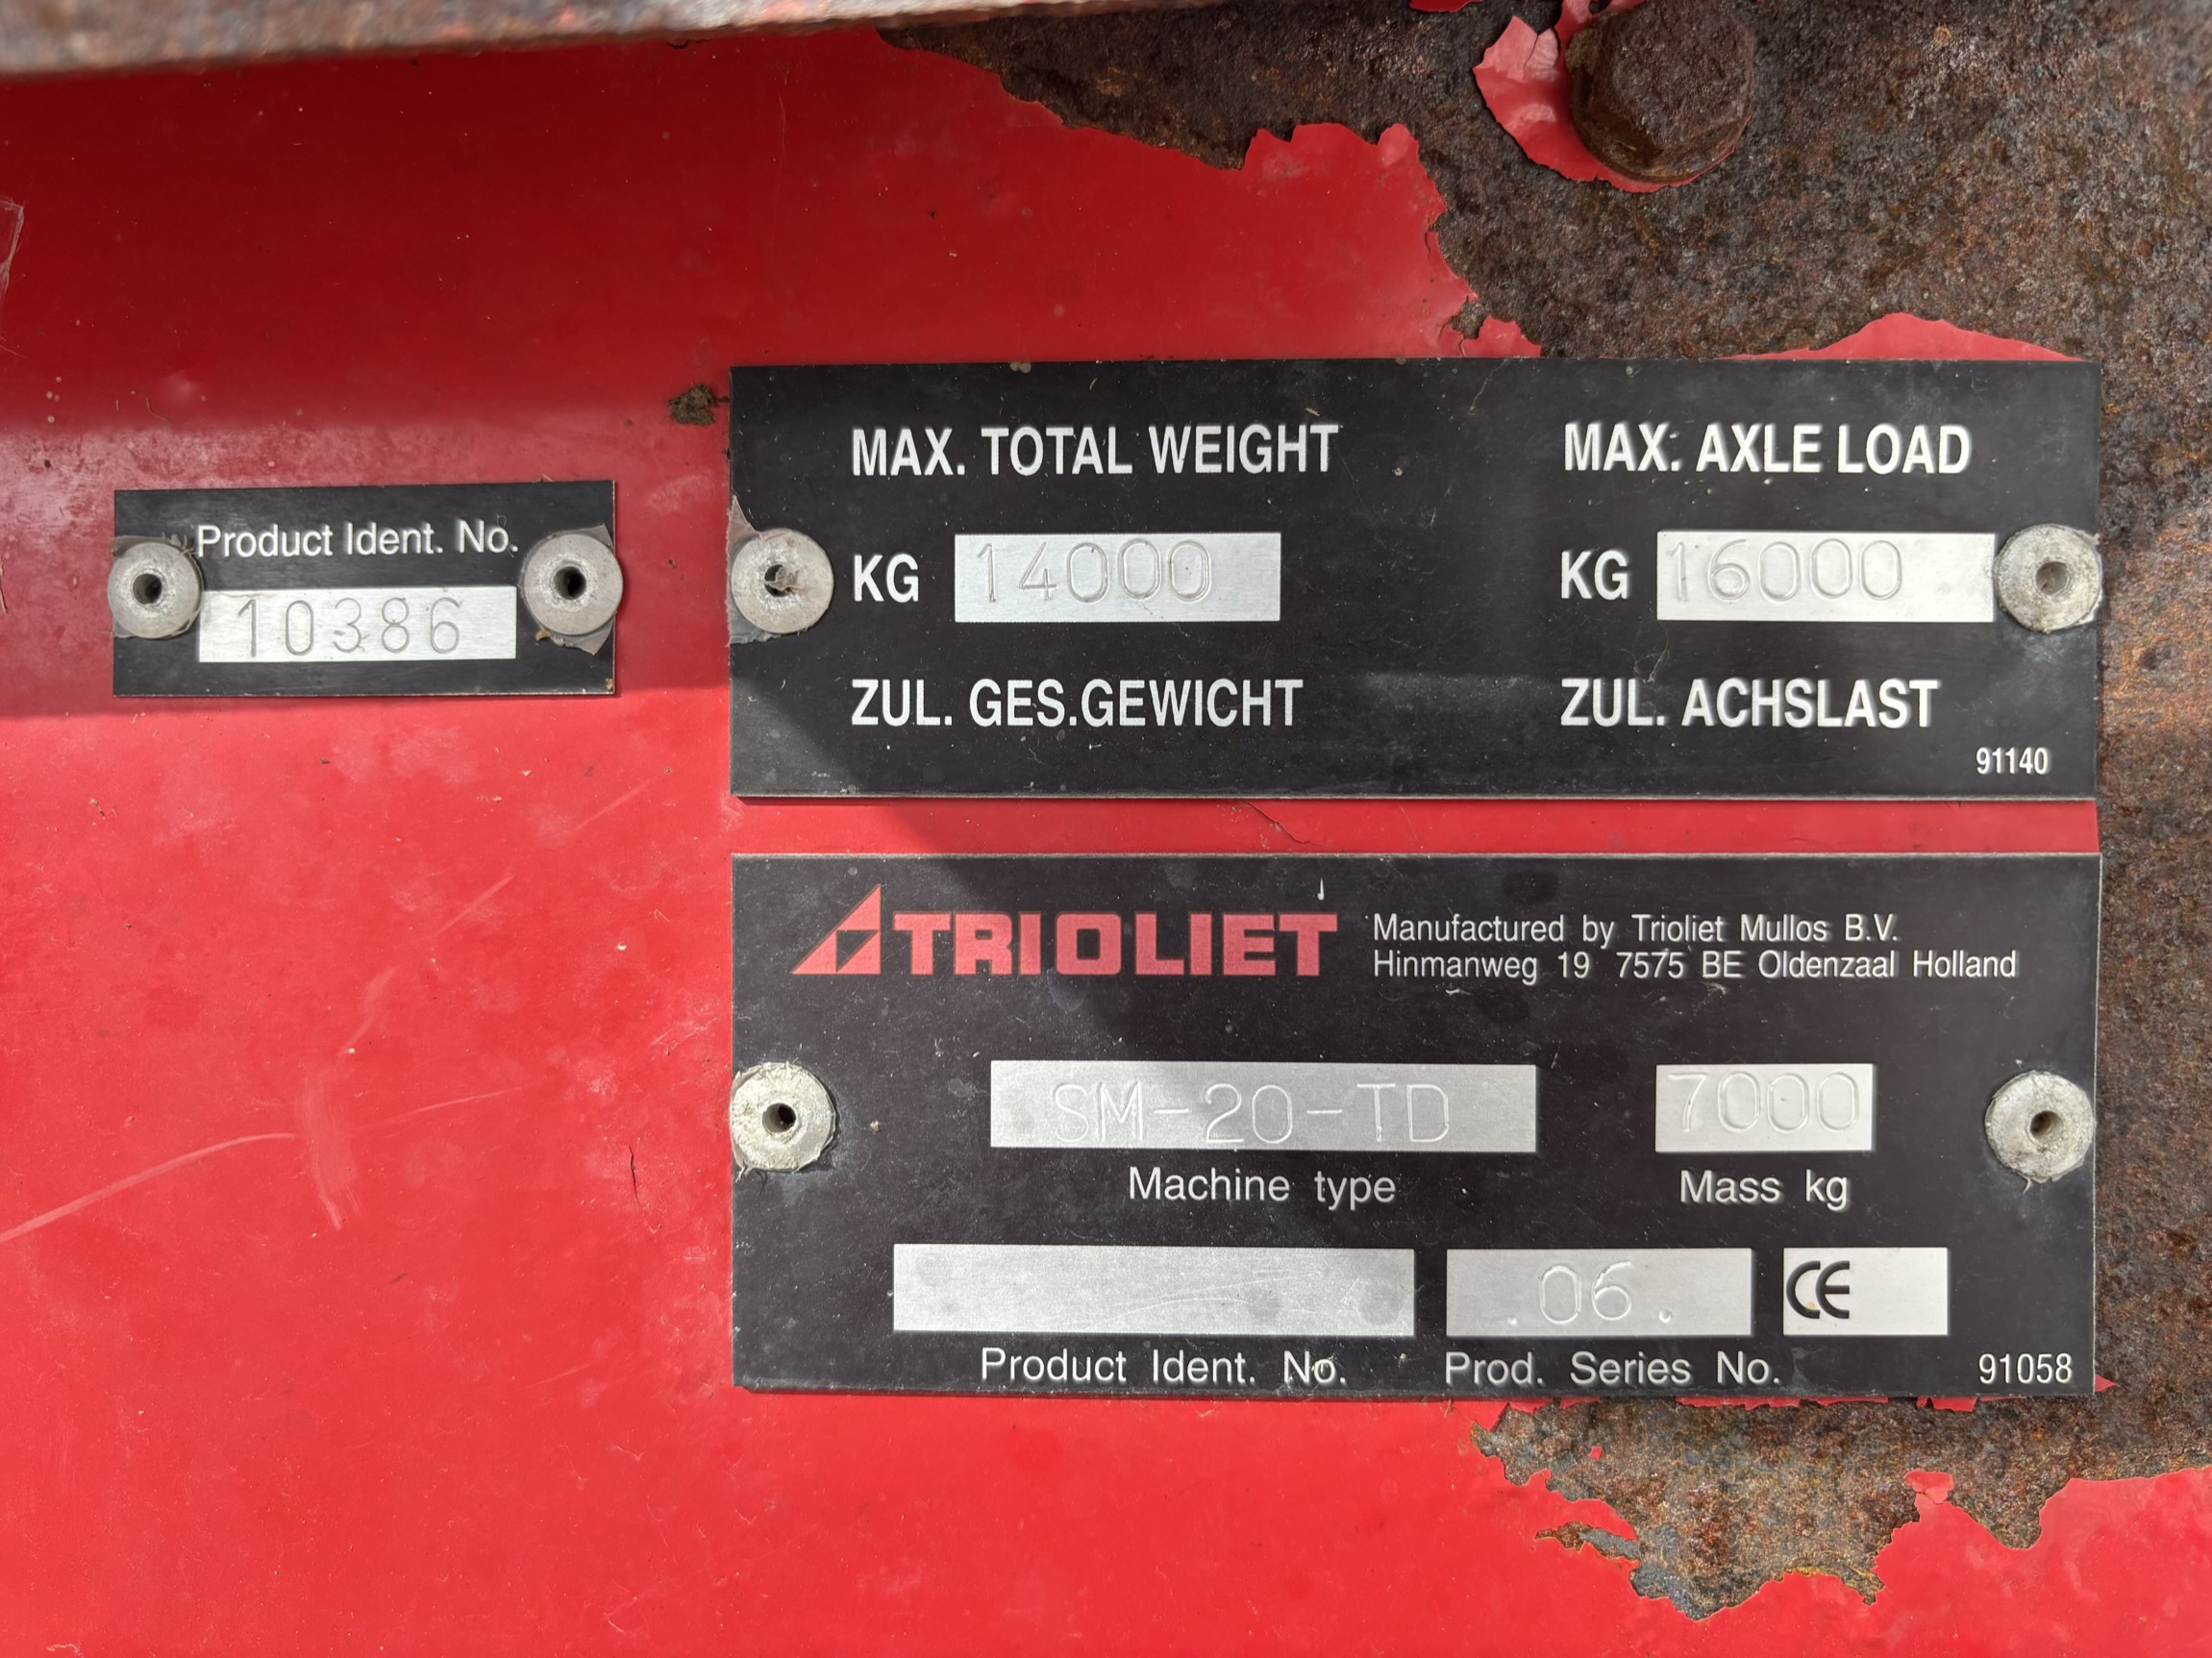 Product Ident. No.
10386
MAX. TOTAL WEIGHT
KG 14000
ZUL. GES.GEWICHT
MAX. AXLE LOAD
KG 16000
ZUL. ACHSLAST
91140
TRIOLIET
Manufactured by Trioliet Mullos B.V.
Hinmanweg 19 7575 BE Oldenzaal Holland
SM-20-TD
Machine type
7000
Mass kg
Product Ident. No.
.06.
Prod. Series No.
CE
91058